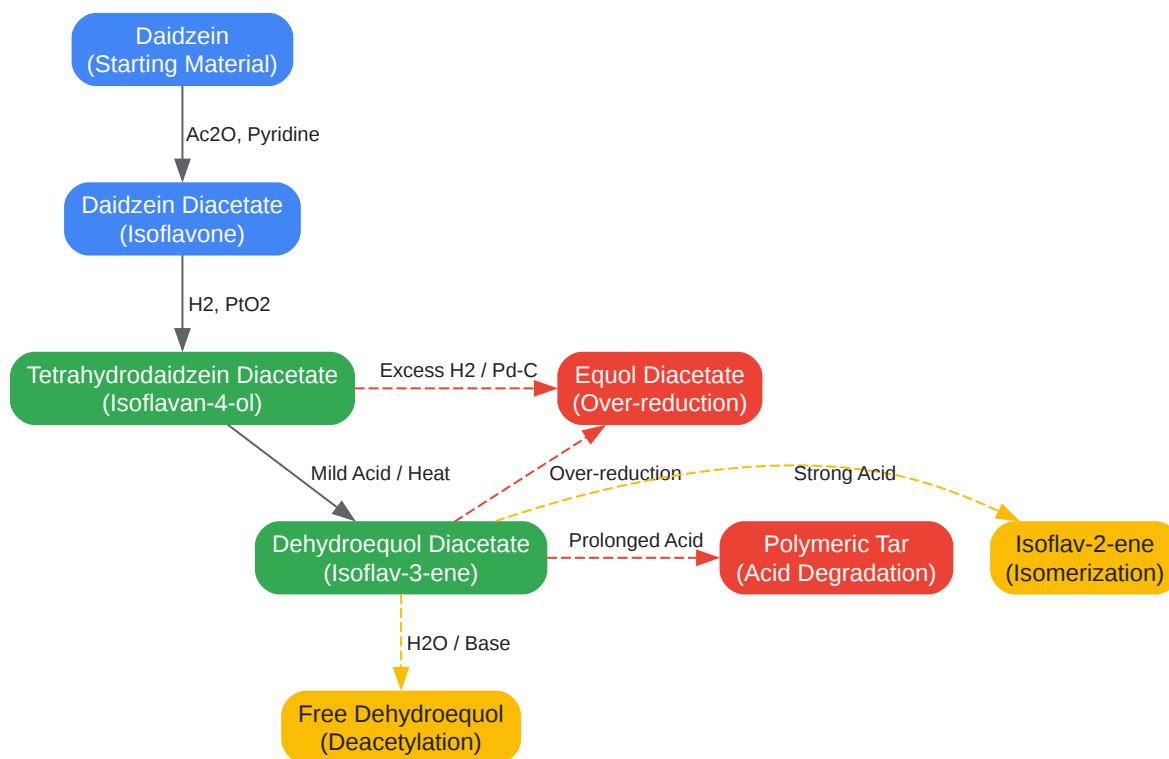 Daidzein
(Starting Material)
Ac2O, Pyridine
Daidzein Diacetate
(Isoflavone)
H2, PtO2
Tetrahydrodaidzein Diacetate
(Isoflavan-4-ol)
Excess H2 / Pd-C
Equol Diacetate
(Over-reduction)
Mild Acid / Heat
Over-reduction
Strong Acid
Dehydroequol Diacetate
(Isoflav-3-ene)
Prolonged Acid
Polymeric Tar
(Acid Degradation)
Isoflav-2-ene
(Isomerization)
H2O / Base
Free Dehydroequol
(Deacetylation)